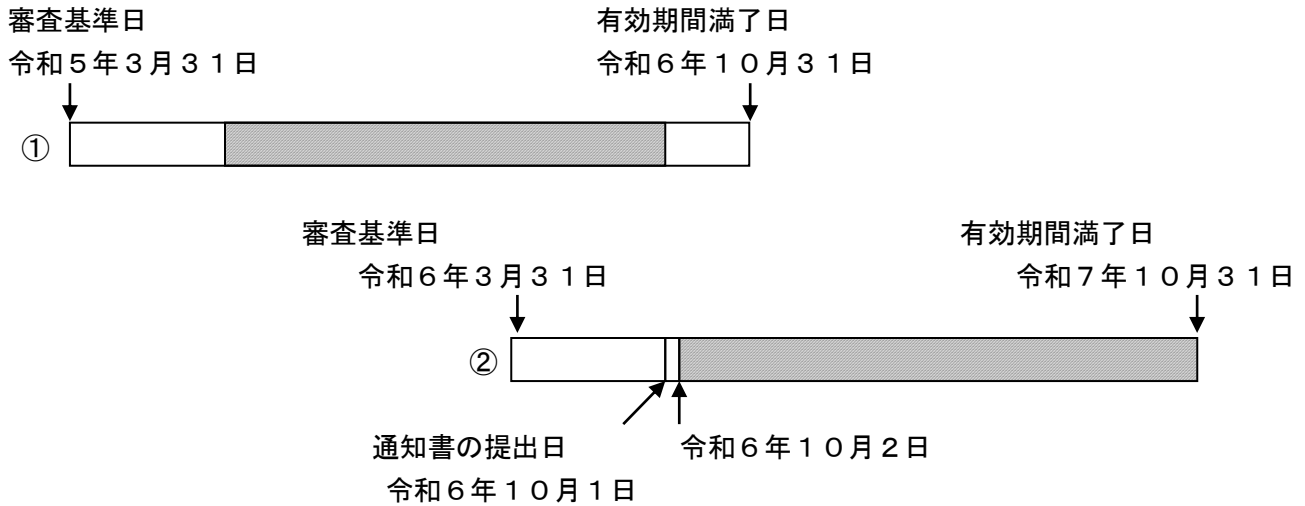 審査基準日
有効期間満了日
令和５年３月３１日
令和６年１０月３１日
①
審査基準日
有効期間満了日
令和６年３月３１日
令和７年１０月３１日
②
通知書の提出日
令和６年１０月２日
令和６年１０月１日